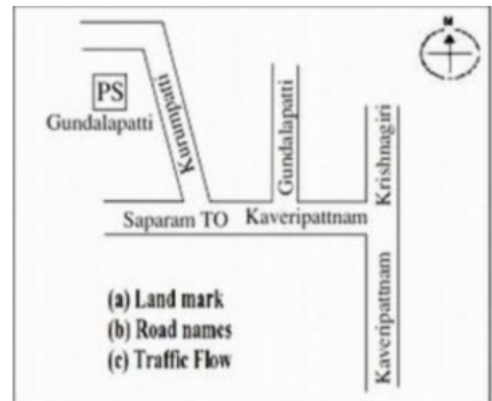 N
PS
Gundalapatti
Kurumpatti
Gundalapatti
Krishnagiri
Saparam TO Kaveripattnam
Kaveripattnam
(a) Land mark
(b) Road names
(c) Traffic Flow